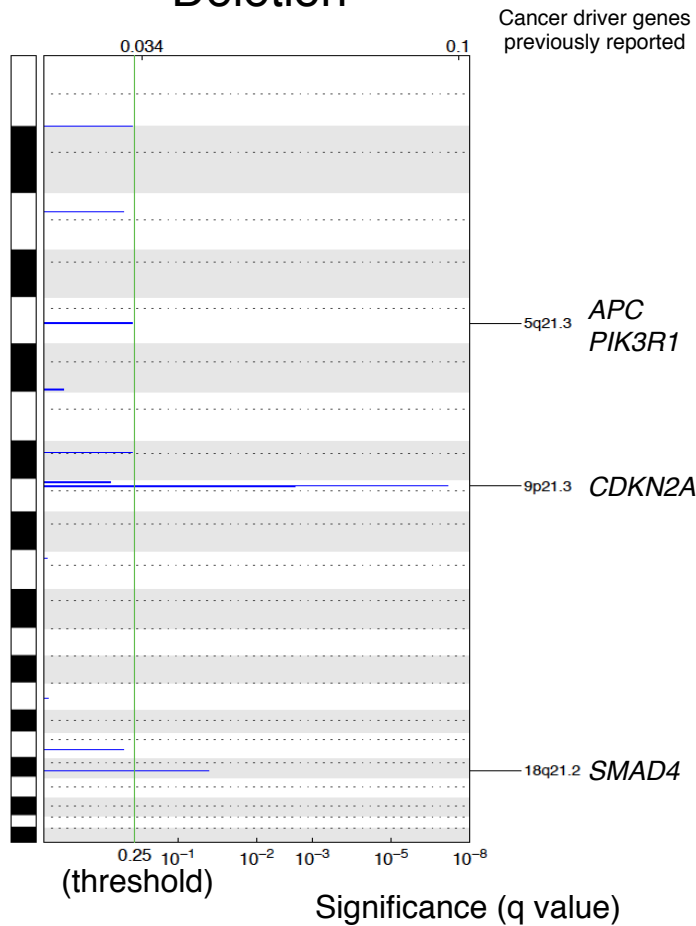 Deletion
Cancer driver genes
previously reported
0.034
0.1
5q21.3
APC
PIK3R1
9p21.3
CDKN2A
18q21.2
SMAD4
0.25 10⁻¹ 10⁻² 10⁻³ 10⁻⁵ 10⁻⁸
(threshold)
Significance (q value)